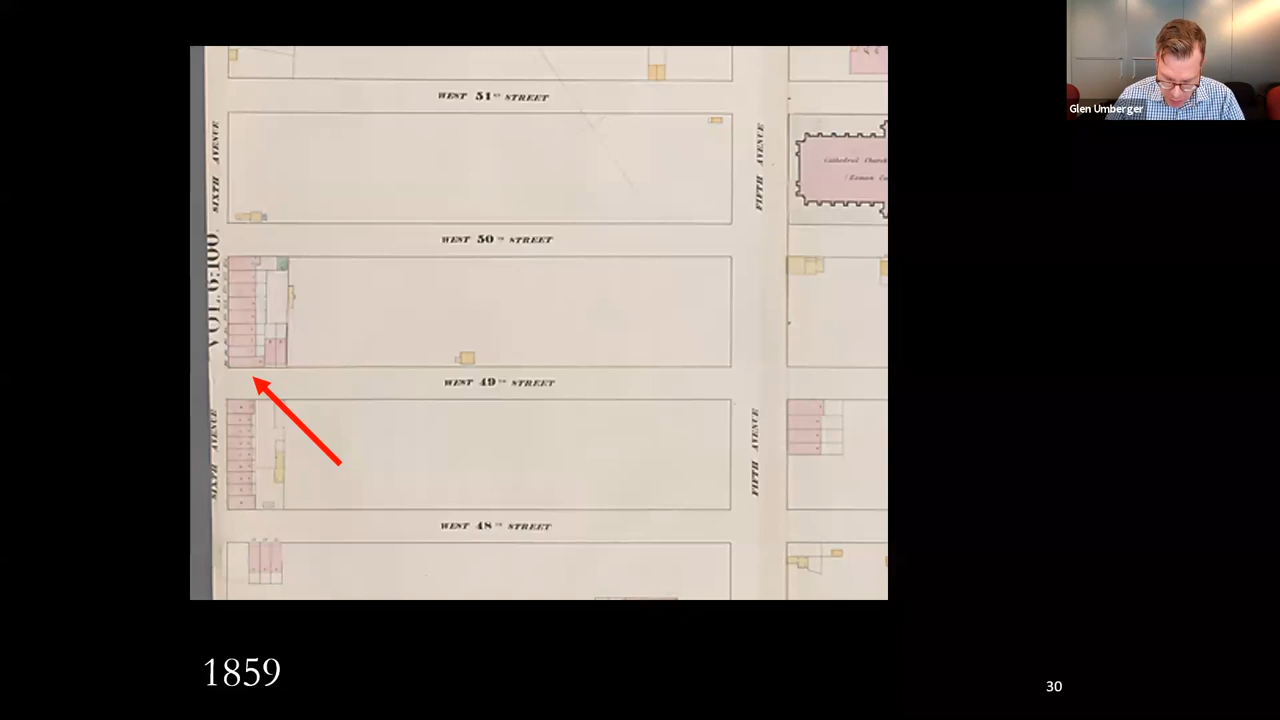 Glen Umberger
WEST 51ST STREET
SIXTH AVENUE
FIFTH AVENUE
Cathedral Church
(Roman
WEST 50TH STREET
VOL. 6. 100.
WEST 49TH STREET
SIXTH AVENUE
FIFTH AVENUE
WEST 48TH STREET
1859
30